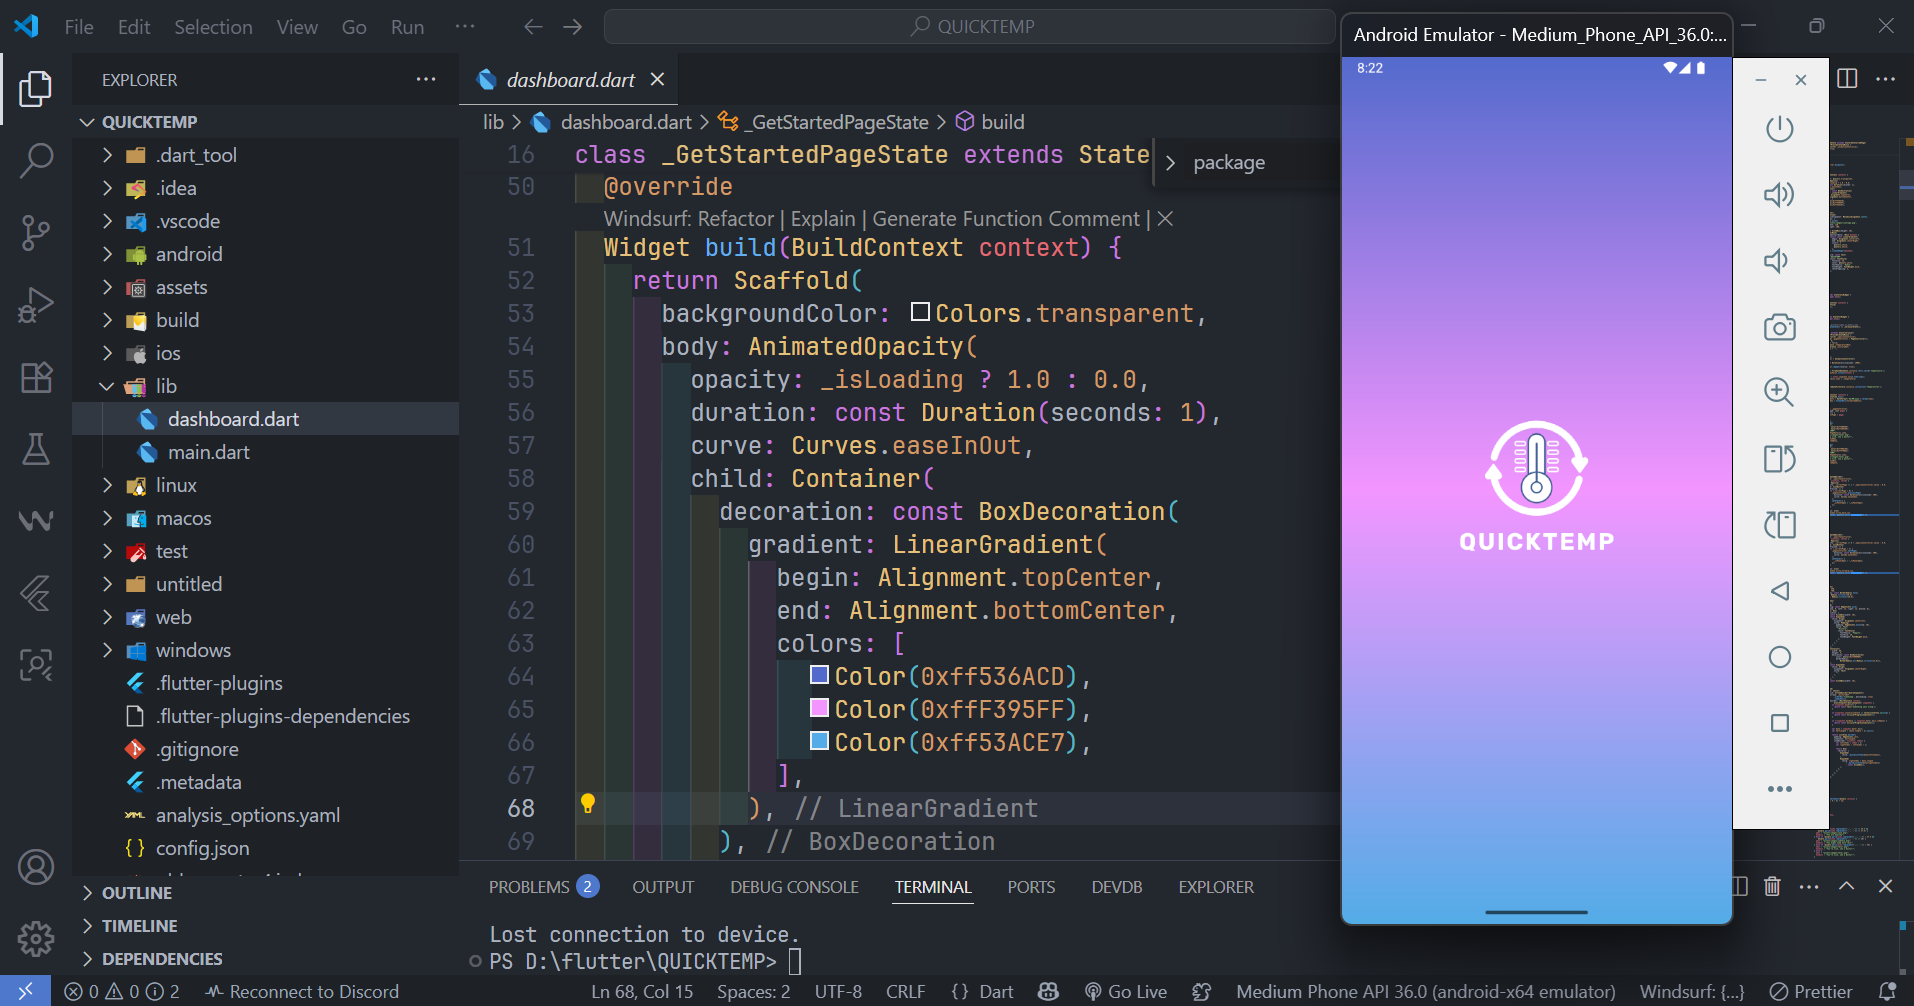 File Edit Selection View Go Run ···
QUICKTEMP
Android Emulator - Medium_Phone_API_36.0:...
EXPLORER
QUICKTEMP
.dart_tool
.idea
.vscode
android
assets
build
ios
lib
dashboard.dart
main.dart
linux
macos
test
untitled
web
windows
.flutter-plugins
.flutter-plugins-dependencies
.gitignore
.metadata
analysis_options.yaml
config.json
OUTLINE
TIMELINE
DEPENDENCIES
dashboard.dart
lib > dashboard.dart > _GetStartedPageState > build
16 class _GetStartedPageState extends State
package
50 @override
Windsurf: Refactor | Explain | Generate Function Comment | X
51 Widget build(BuildContext context) {
52 return Scaffold(
53 backgroundColor: Colors.transparent,
54 body: AnimatedOpacity(
55 opacity: _isLoading ? 1.0 : 0.0,
56 duration: const Duration(seconds: 1),
57 curve: Curves.easeInOut,
58 child: Container(
59 decoration: const BoxDecoration(
60 gradient: LinearGradient(
61 begin: Alignment.topCenter,
62 end: Alignment.bottomCenter,
63 colors: [
64 Color(0xff536ACD),
65 Color(0xffF395FF),
66 Color(0xff53ACE7),
67 ],
68 ), // LinearGradient
69 ), // BoxDecoration
8:22
QUICKTEMP
PROBLEMS 2 OUTPUT DEBUG CONSOLE TERMINAL PORTS DEVDB EXPLORER
Lost connection to device.
PS D:\flutter\QUICKTEMP>
0 0 2 Reconnect to Discord Ln 68, Col 15 Spaces: 2 UTF-8 CRLF {} Dart Go Live Medium Phone API 36.0 (android-x64 emulator) Windsurf: {...} Prettier